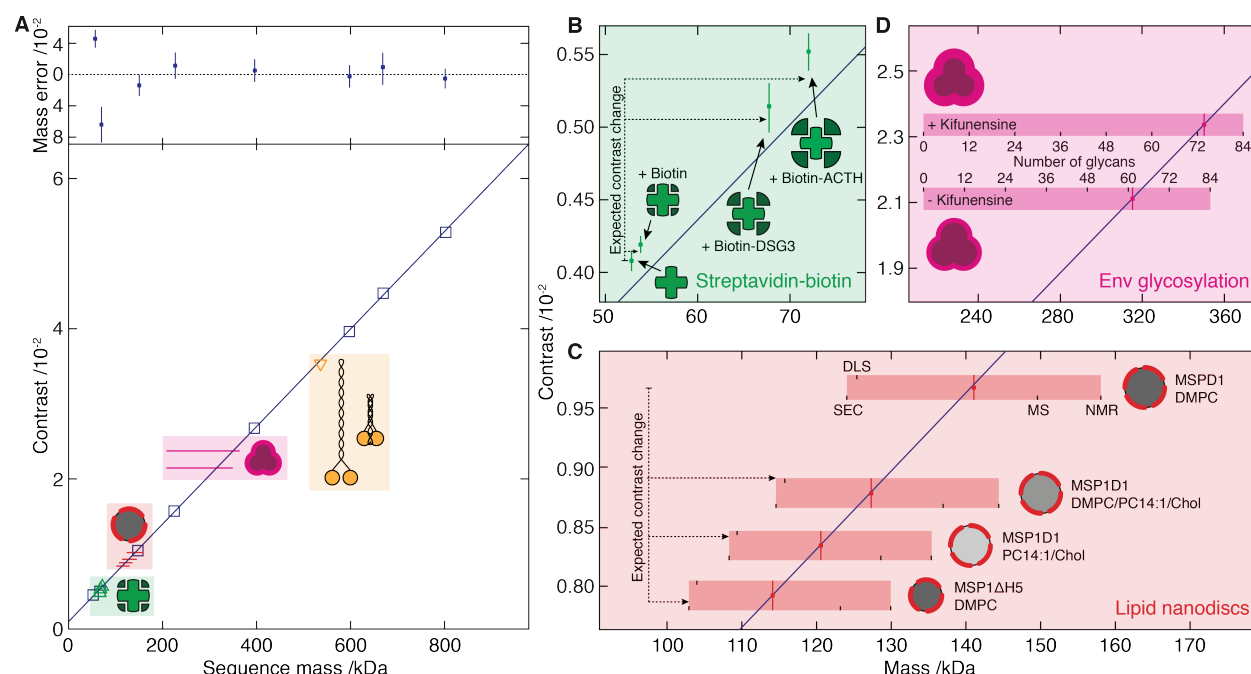 A
Mass error /10-2
4
0
4
8
Contrast /10-2
6
4
2
0
0
200
400
600
800
Sequence mass /kDa
B
0.55
0.50
0.45
0.40
Expected contrast change
+ Biotin
+ Biotin-ACTH
+ Biotin-DSG3
Streptavidin-biotin
50
60
70
Contrast /10-2
D
2.5
2.3
2.1
1.9
+ Kifunensine
0 12 24 36 48 60 72 84
Number of glycans
0 12 24 36 48 60 72 84
- Kifunensine
Env glycosylation
240
280
320
360
C
0.95
0.90
0.85
0.80
Expected contrast change
DLS
SEC
MS
NMR
MSPD1
DMPC
MSP1D1
DMPC/PC14:1/Chol
MSP1D1
PC14:1/Chol
MSP1ΔH5
DMPC
Lipid nanodiscs
100
110
120
130
140
150
160
170
Mass /kDa